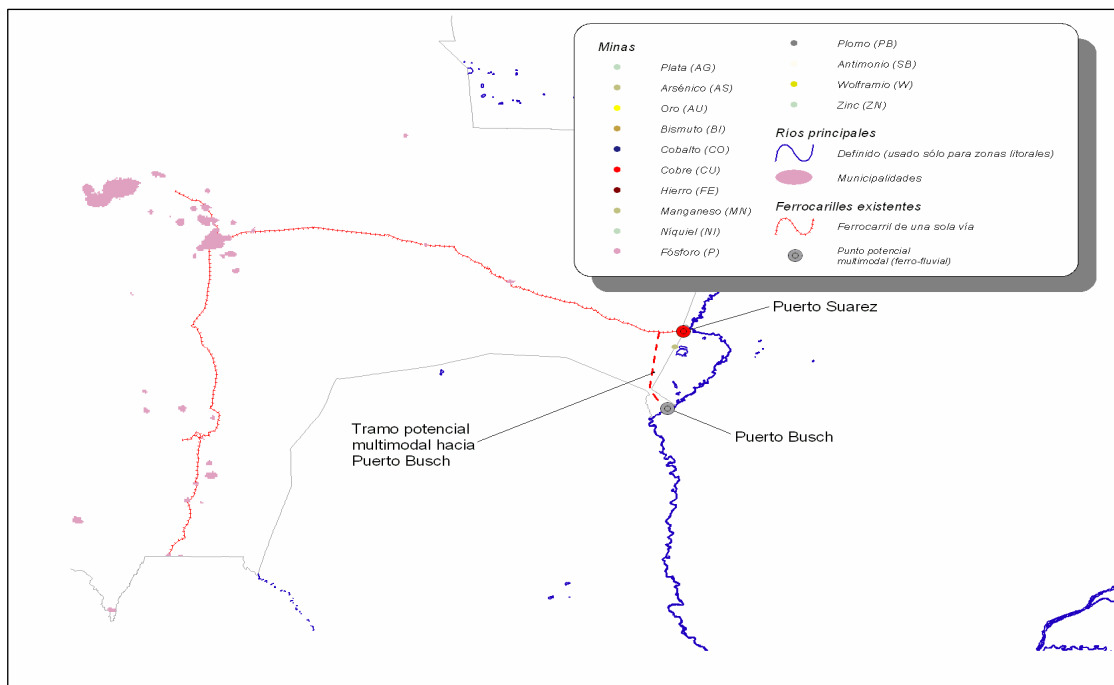 Minas
Plata (AG)
Arsénico (AS)
Oro (AU)
Bismuto (BI)
Cobalto (CO)
Cobre (CU)
Hierro (FE)
Manganeso (MN)
Níquiel (NI)
Fósforo (P)
Plomo (PB)
Antimonio (SB)
Wolframio (W)
Zinc (ZN)
Rios principales
Definido (usado sólo para zonas litorales)
Municipalidades
Ferrocarilles existentes
Ferrocarril de una sola vía
Punto potencial
multimodal (ferro-fluvial)
Puerto Suarez
Tramo potencial
multimodal hacia
Puerto Busch
Puerto Busch